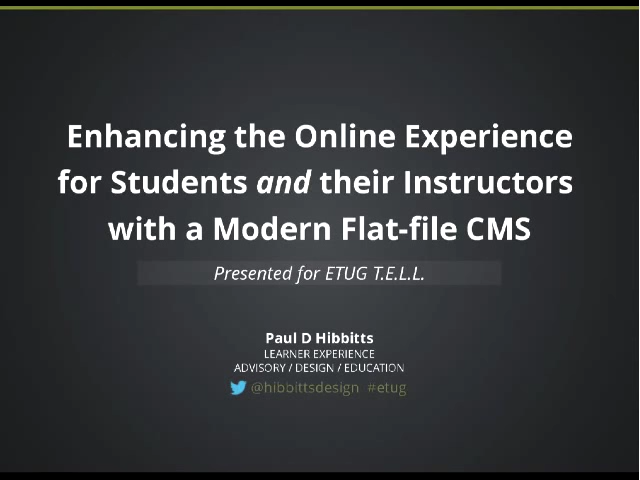 Enhancing the Online Experience
for Students and their Instructors
with a Modern Flat-file CMS
Presented for ETUG T.E.L.L.
Paul D Hibbitts
LEARNER EXPERIENCE
ADVISORY / DESIGN / EDUCATION
@hibbittsdesign #etug